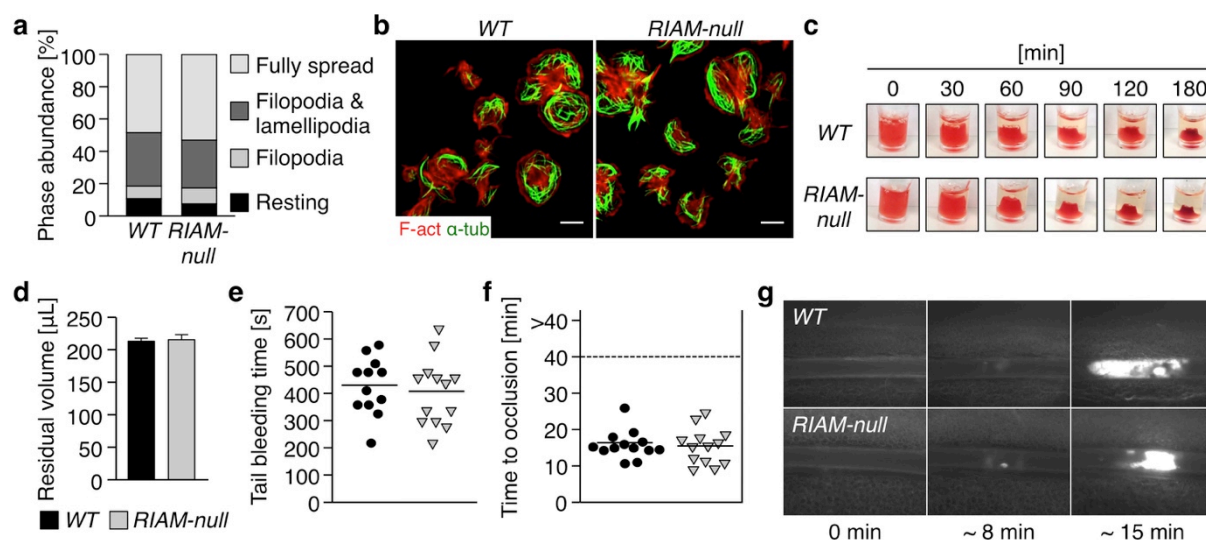 a
Phase abundance [%]
100
80
60
40
20
0
WT
RIAM-
null
Fully spread
Filopodia &
lamellipodia
Filopodia
Resting
b
WT
RIAM-null
F-act α-tub
c
[min]
0 30 60 90 120 180
WT
RIAM-
null
d
Residual volume [µL]
250
200
150
100
50
0
WT RIAM-null
e
Tail bleeding time [s]
700
600
500
400
300
200
100
0
f
Time to occlusion [min]
>40
40
30
20
10
0
g
WT
RIAM-null
0 min ~ 8 min ~ 15 min